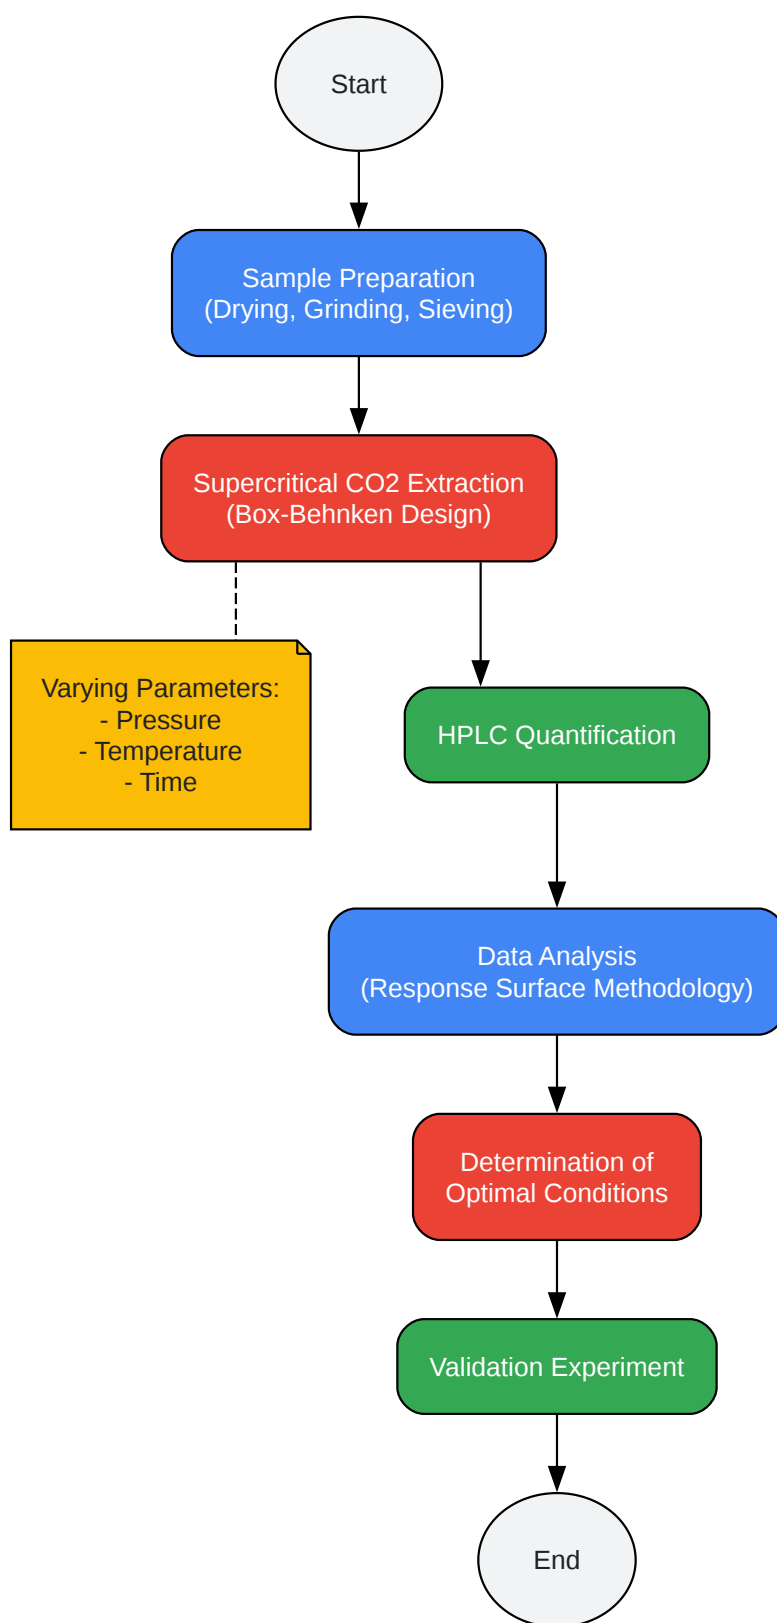 Start
Sample Preparation
(Drying, Grinding, Sieving)
Supercritical CO2 Extraction
(Box-Behnken Design)
Varying Parameters:
- Pressure
- Temperature
- Time
HPLC Quantification
Data Analysis
(Response Surface Methodology)
Determination of
Optimal Conditions
Validation Experiment
End